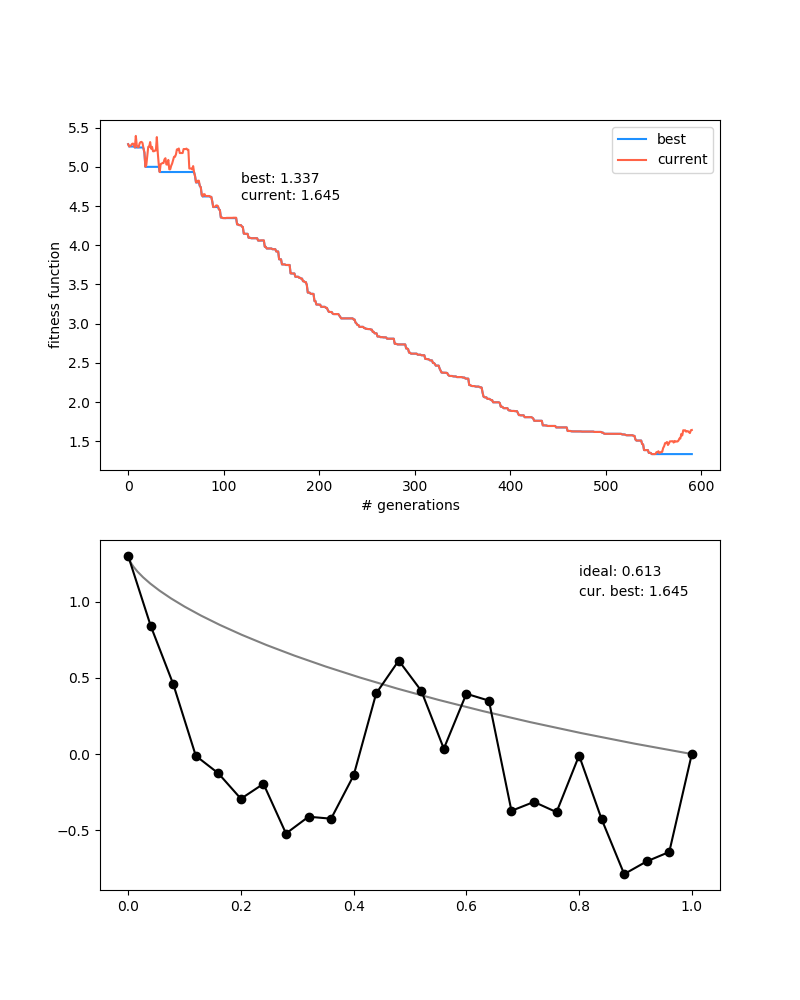 5.5
5.0
4.5
4.0
3.5
3.0
2.5
2.0
1.5
fitness function
best
current
best: 1.337
current: 1.645
0 100 200 300 400 500 600
# generations
ideal: 0.613
cur. best: 1.645
1.0
0.5
0.0
−0.5
0.0 0.2 0.4 0.6 0.8 1.0